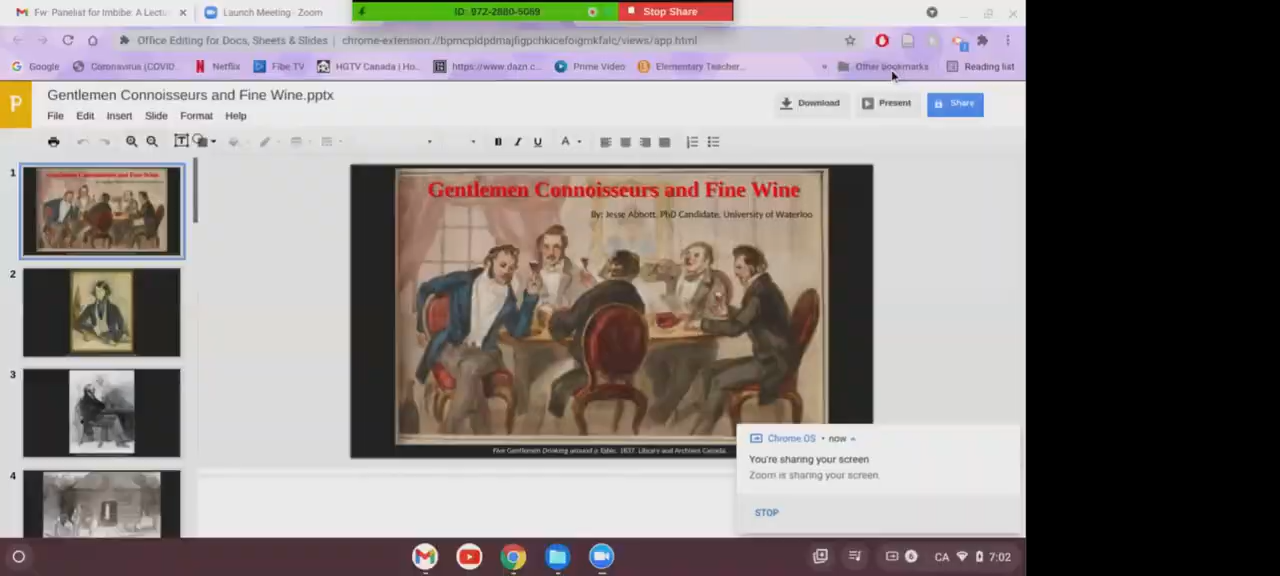 Fw: Panelist for Imbibe: A Lectu
Launch Meeting - Zoom
ID: 972-2880-5069
Stop Share
Office Editing for Docs, Sheets & Slides
chrome-extension://bpmcpldpdmajfigpchkicefoigmkfalc/views/app.html
Google
Coronavirus (COVID...
Netflix
Fibe TV
HGTV Canada | Ho...
https://www.dazn.c...
Prime Video
Elementary Teacher...
»
Other bookmarks
Reading list
P
Gentlemen Connoisseurs and Fine Wine.pptx
File Edit Insert Slide Format Help
Download
Present
Share
B I U A
1
2
3
4
Gentlemen Connoisseurs and Fine Wine
By: Jesse Abbott, PhD Candidate, University of Waterloo
Five Gentlemen Drinking around a Table. 1837. Library and Archives Canada.
Chrome OS • now
You're sharing your screen
Zoom is sharing your screen
STOP
CA
7:02